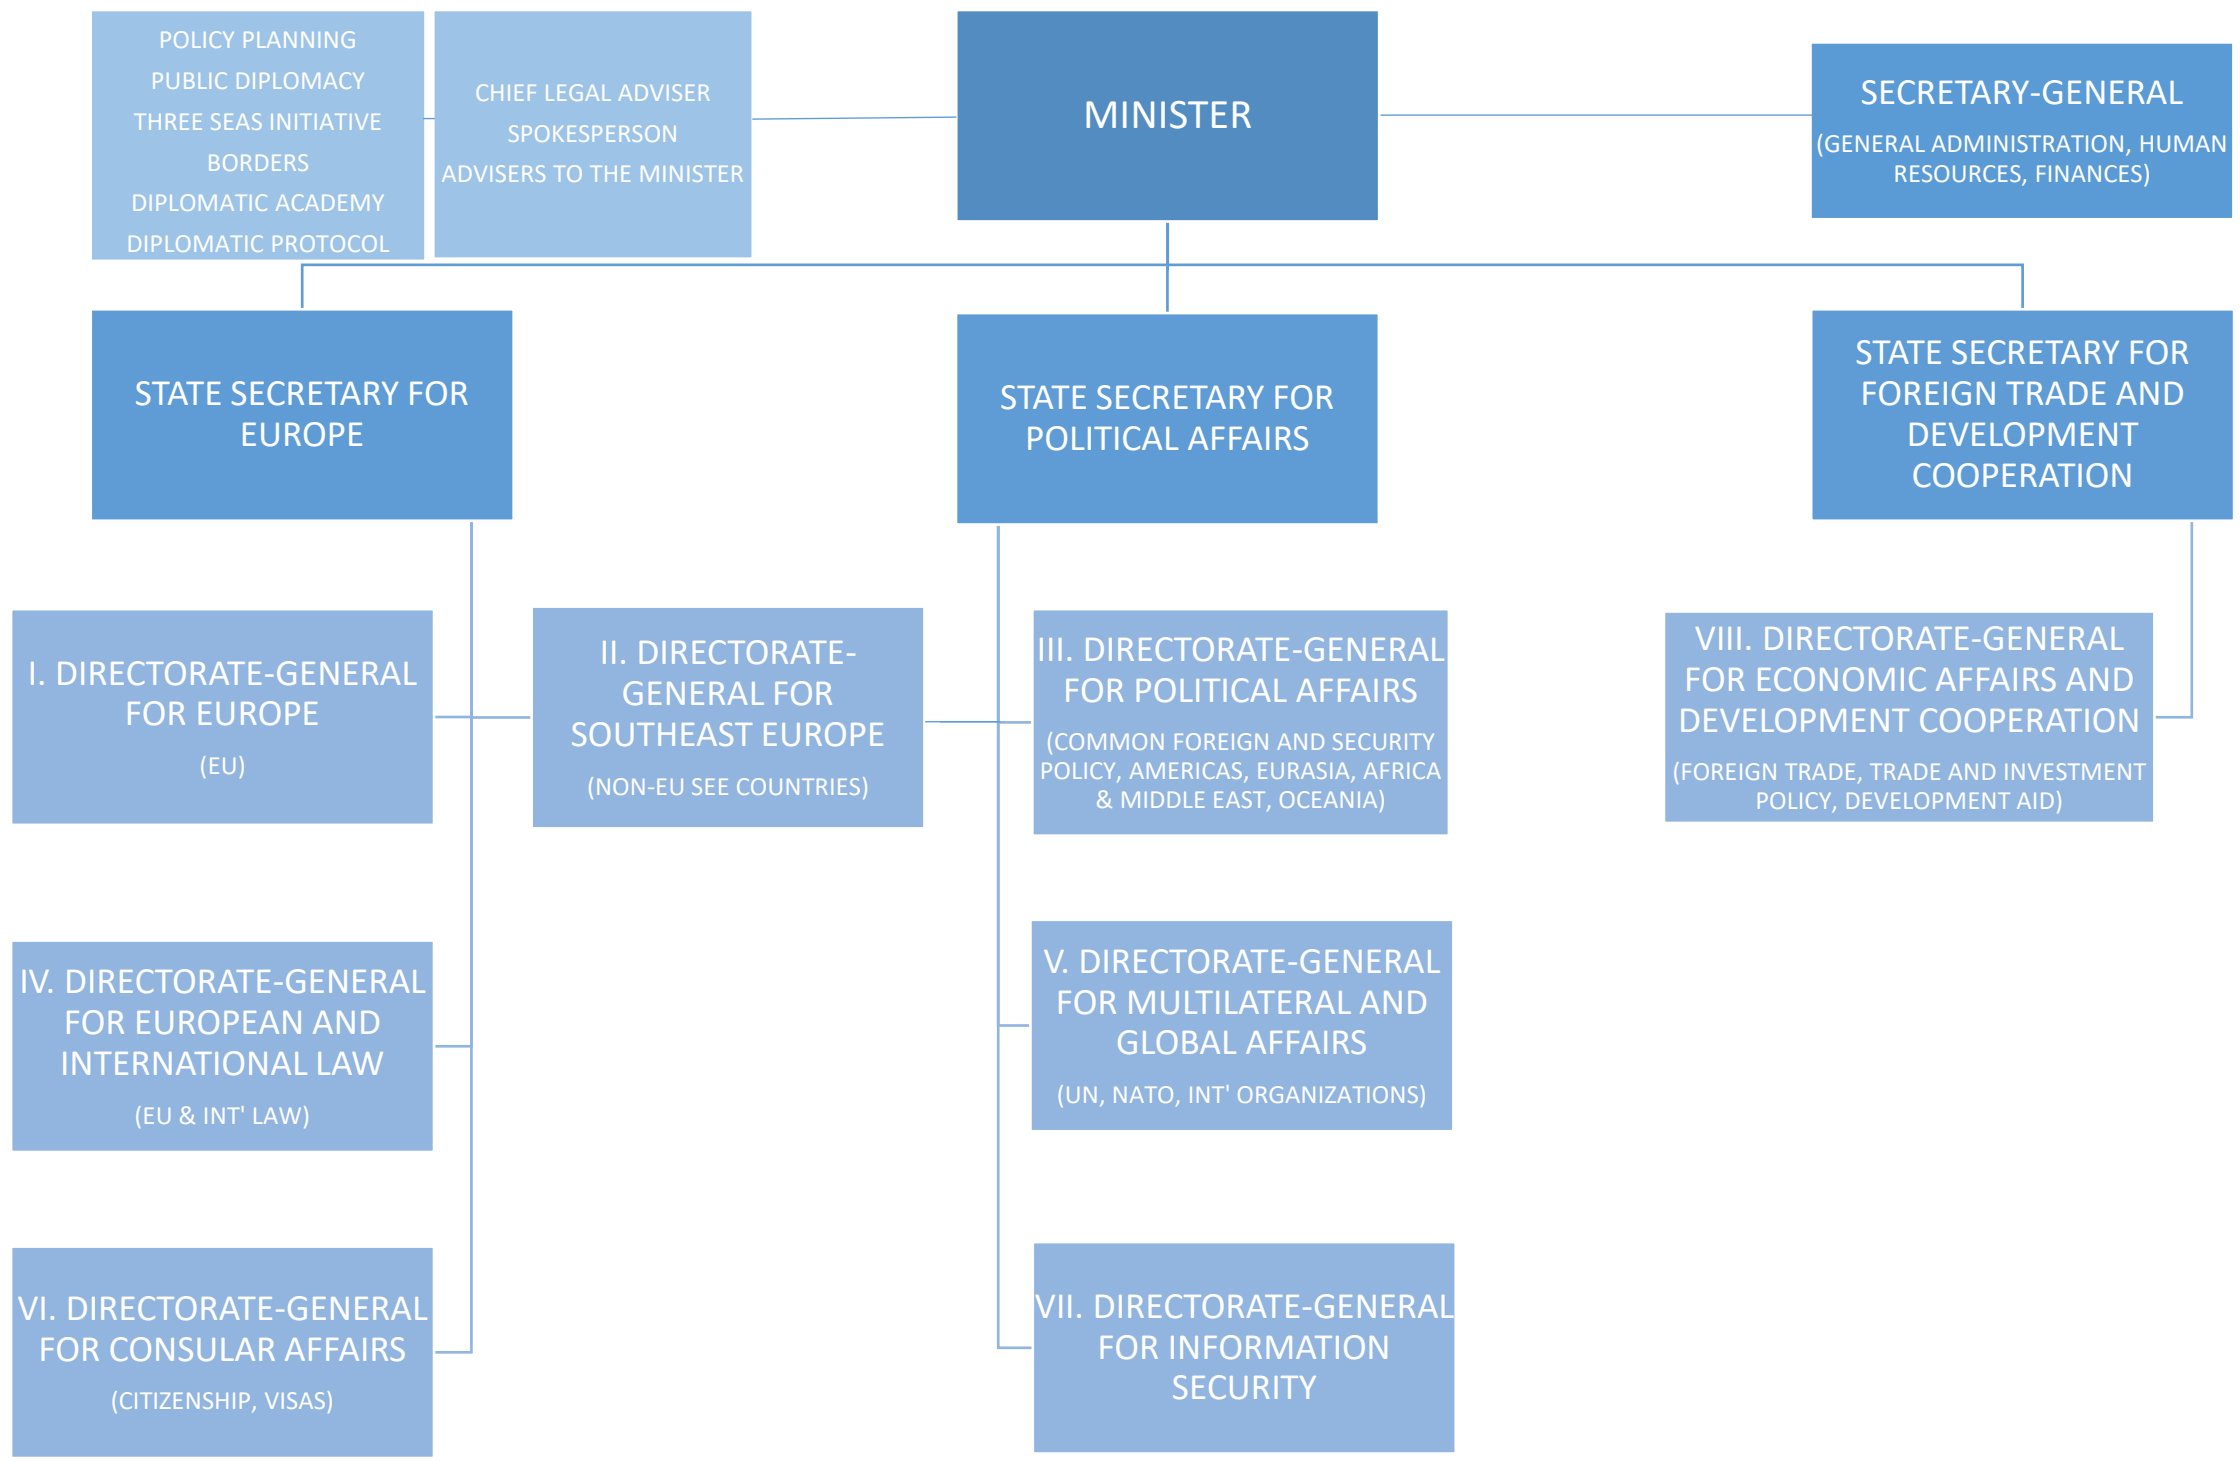 POLICY PLANNING
PUBLIC DIPLOMACY
THREE SEAS INITIATIVE
BORDERS
DIPLOMATIC ACADEMY
DIPLOMATIC PROTOCOL
CHIEF LEGAL ADVISER
SPOKESPERSON
ADVISERS TO THE MINISTER
MINISTER
SECRETARY-GENERAL
(GENERAL ADMINISTRATION, HUMAN
RESOURCES, FINANCES)
STATE SECRETARY FOR
EUROPE
STATE SECRETARY FOR
POLITICAL AFFAIRS
STATE SECRETARY FOR
FOREIGN TRADE AND
DEVELOPMENT
COOPERATION
I. DIRECTORATE-GENERAL
FOR EUROPE
(EU)
II. DIRECTORATE-
GENERAL FOR
SOUTHEAST EUROPE
(NON-EU SEE COUNTRIES)
III. DIRECTORATE-GENERAL
FOR POLITICAL AFFAIRS
(COMMON FOREIGN AND SECURITY
POLICY, AMERICAS, EURASIA, AFRICA
& MIDDLE EAST, OCEANIA)
VIII. DIRECTORATE-GENERAL
FOR ECONOMIC AFFAIRS AND
DEVELOPMENT COOPERATION
(FOREIGN TRADE, TRADE AND INVESTMENT
POLICY, DEVELOPMENT AID)
IV. DIRECTORATE-GENERAL
FOR EUROPEAN AND
INTERNATIONAL LAW
(EU & INT' LAW)
V. DIRECTORATE-GENERAL
FOR MULTILATERAL AND
GLOBAL AFFAIRS
(UN, NATO, INT' ORGANIZATIONS)
VI. DIRECTORATE-GENERAL
FOR CONSULAR AFFAIRS
(CITIZENSHIP, VISAS)
VII. DIRECTORATE-GENERAL
FOR INFORMATION
SECURITY